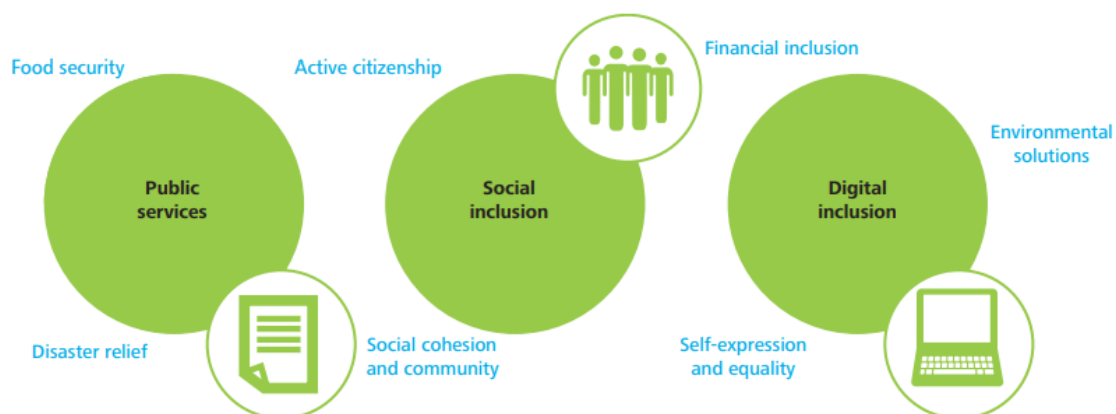 Food security
Active citizenship
Financial inclusion
Environmental
solutions
Public
services
Social
inclusion
Digital
inclusion
Disaster relief
Social cohesion
and community
Self-expression
and equality